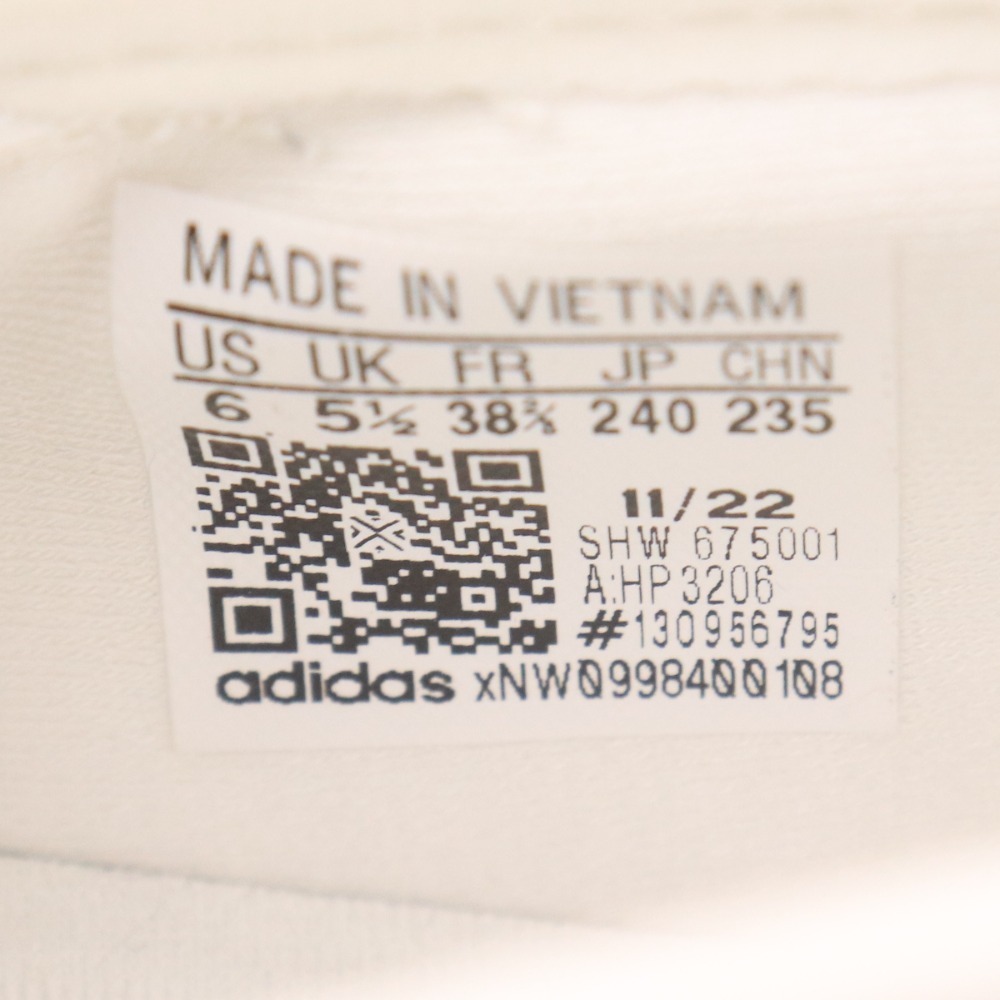 MADE IN VIETNAM
US UK FR JP CHN
6 5½ 38⅔ 240 235
11/22
SHW 675001
A:HP3206
#130956795
adidas xNW0998400108